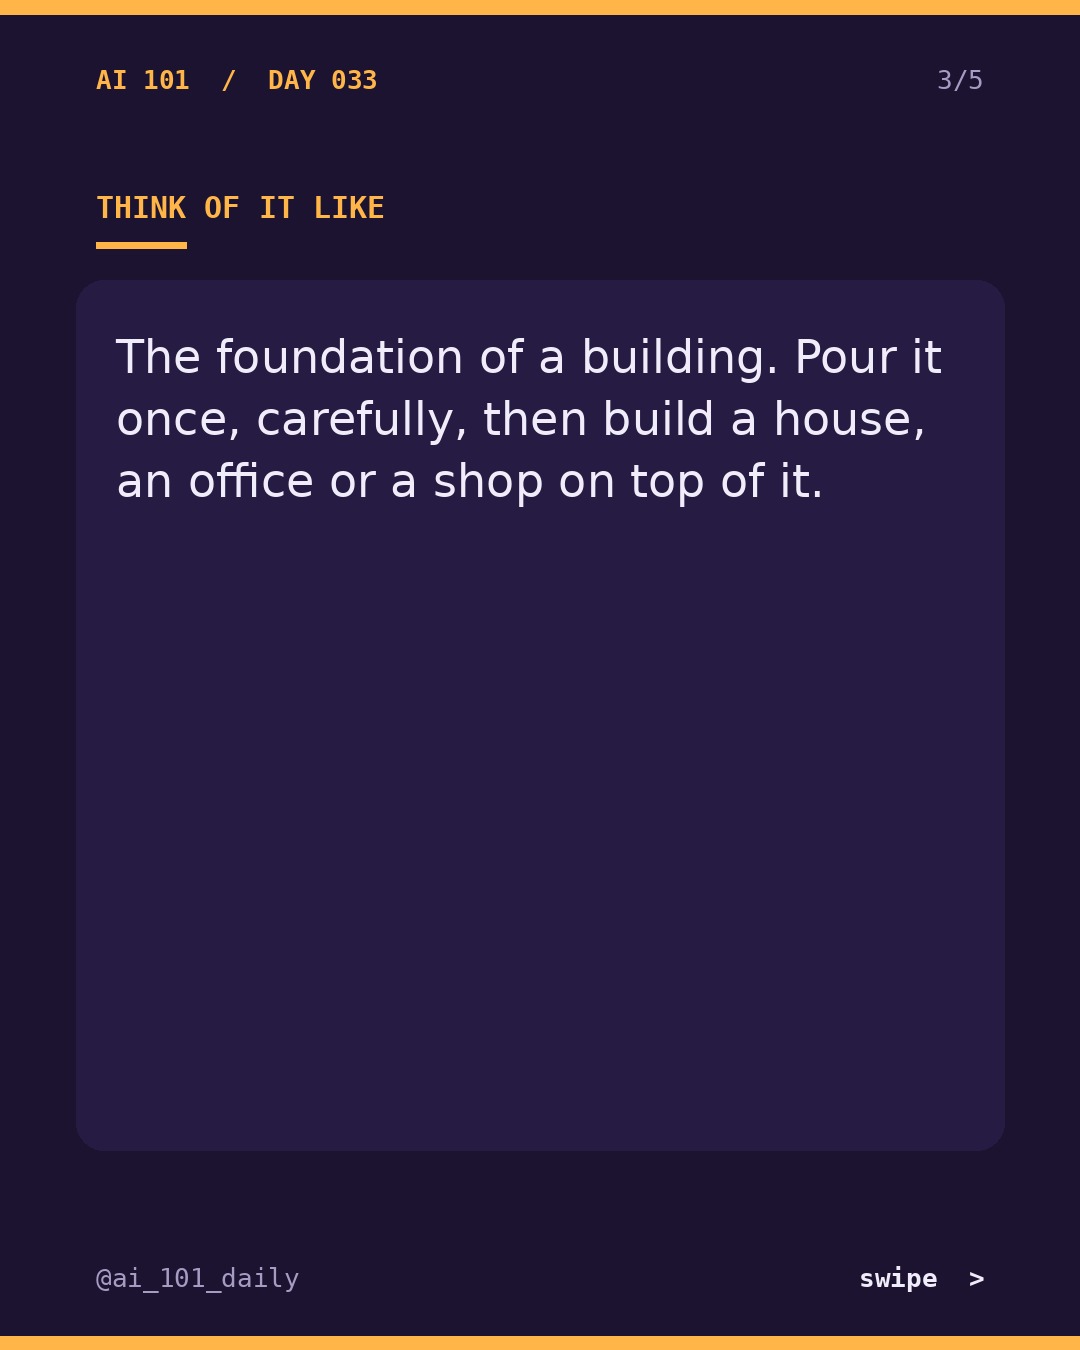 AI 101 / DAY 033
3/5
THINK OF IT LIKE
The foundation of a building. Pour it
once, carefully, then build a house,
an office or a shop on top of it.
@ai_101_daily
swipe >